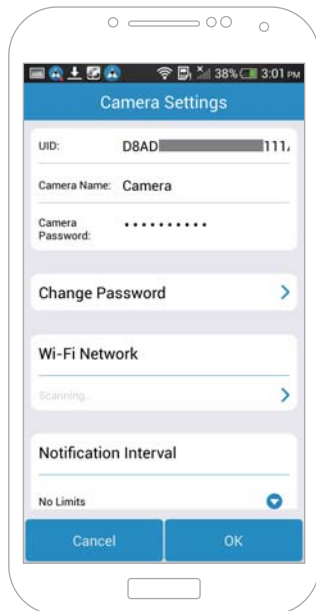 38% 3:01 PM
Camera Settings
UID: D8AD 111
Camera Name: Camera
Camera Password: ••••••••••
Change Password
Wi-Fi Network
Scanning..
Notification Interval
No Limits
Cancel OK